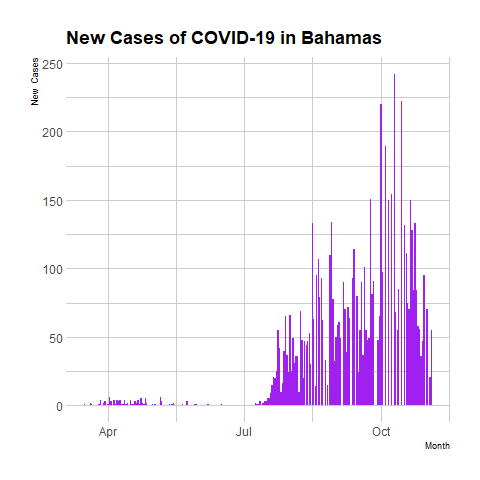 New Cases of COVID-19 in Bahamas
New Cases
250
200
150
100
50
0
Apr
Jul
Oct
Month